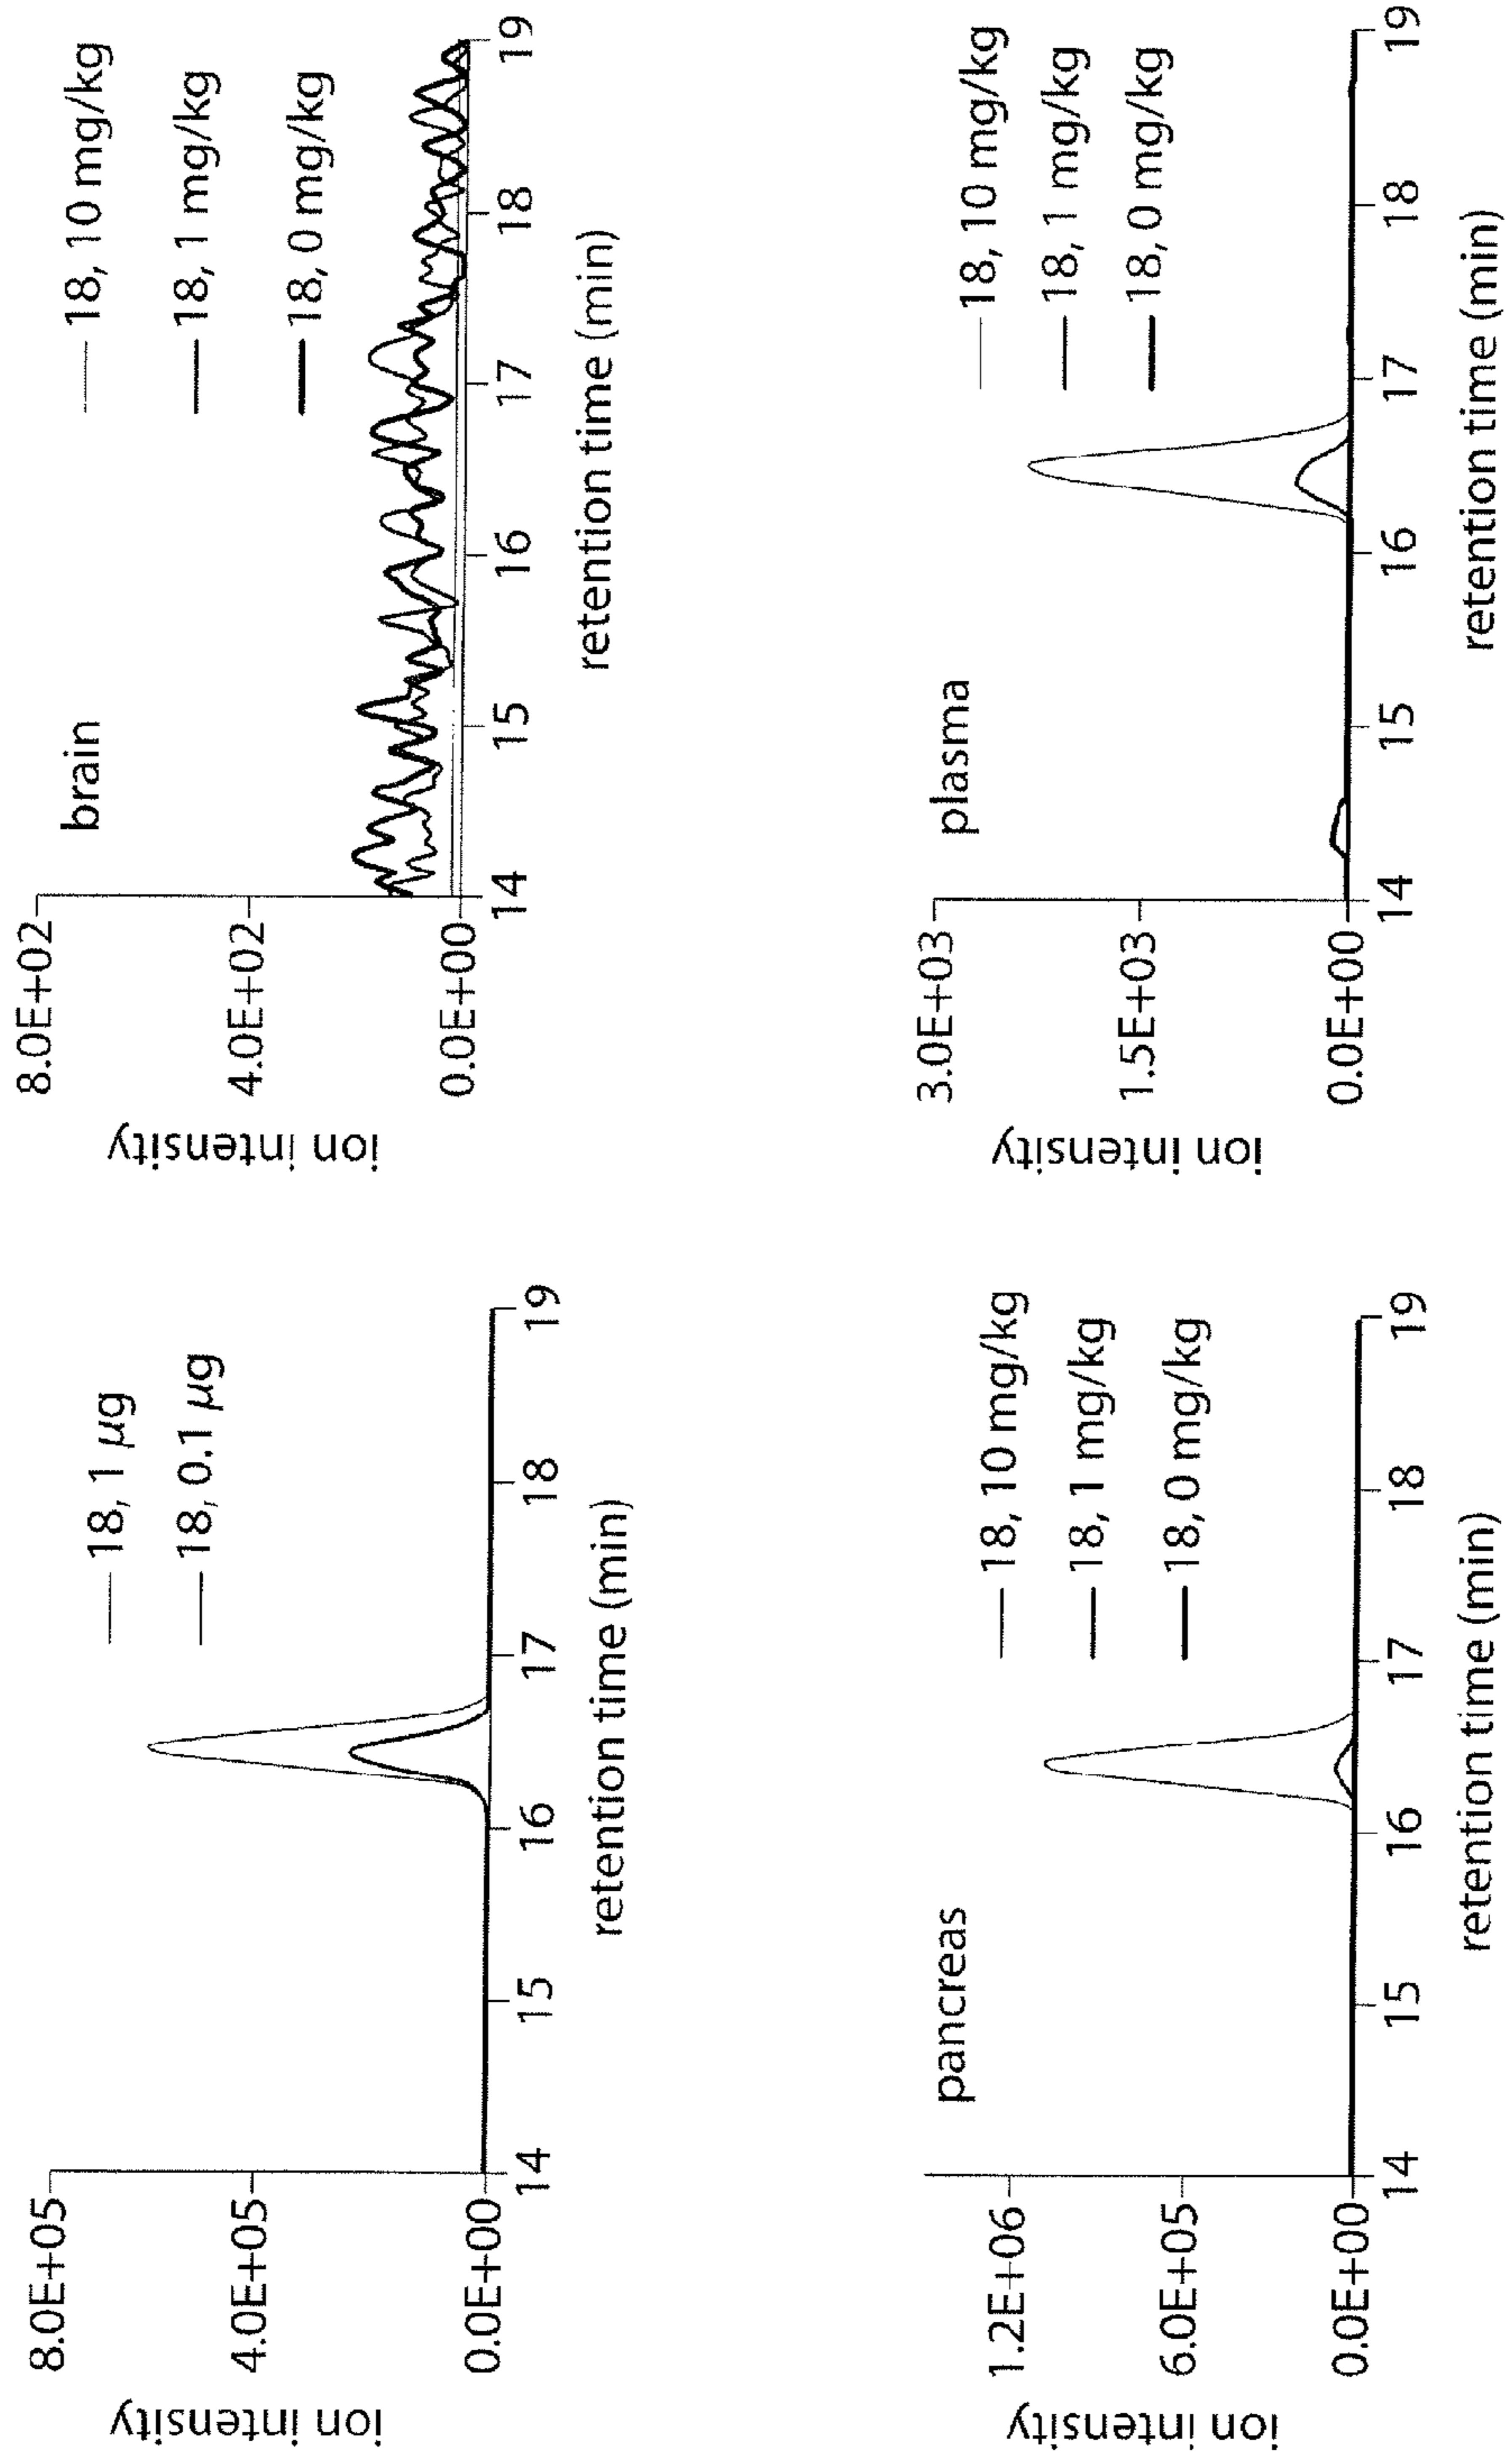 8.0E+05
4.0E+05
0.0E+00
ion intensity
18, 1 μg
18, 0.1 μg
14
15
16
17
18
19
retention time (min)
brain
8.0E+02
4.0E+02
0.0E+00
ion intensity
18, 10 mg/kg
18, 1 mg/kg
18, 0 mg/kg
14
15
16
17
18
19
retention time (min)
pancreas
1.2E+06
6.0E+05
0.0E+00
ion intensity
18, 10 mg/kg
18, 1 mg/kg
18, 0 mg/kg
14
15
16
17
18
19
retention time (min)
plasma
3.0E+03
1.5E+03
0.0E+00
ion intensity
18, 10 mg/kg
18, 1 mg/kg
18, 0 mg/kg
14
15
16
17
18
19
retention time (min)